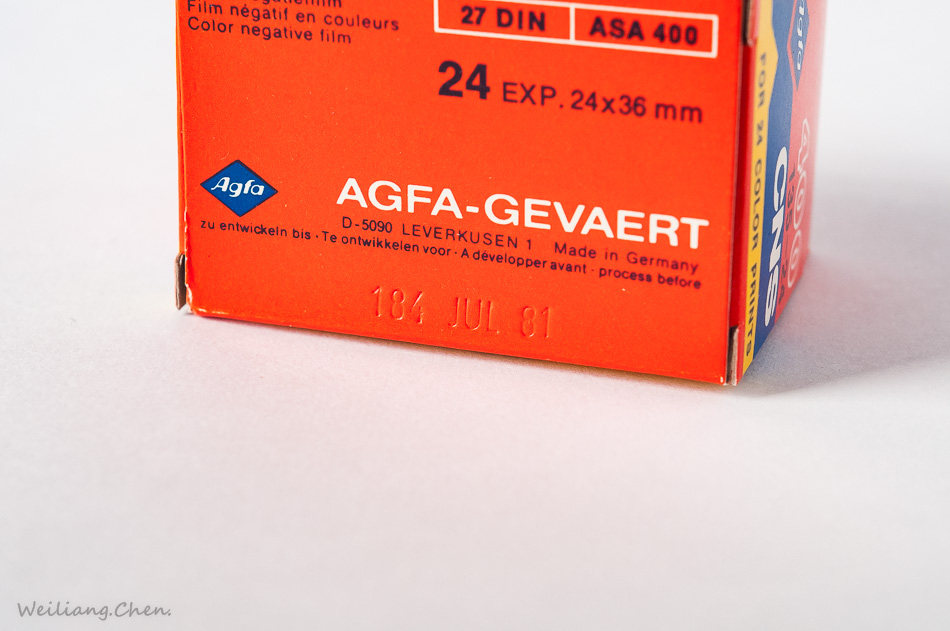 Film négatif en couleurs
Color negative film
27 DIN ASA 400
24 EXP. 24x36 mm
Agfa
AGFA-GEVAERT
D-5090 LEVERKUSEN 1 Made in Germany
zu entwickeln bis · Te ontwikkelen voor · A développer avant · process before
184 JUL 81
Agfa
CNS
FOR 24 COLOR PRINTS
Weiliang.Chen.